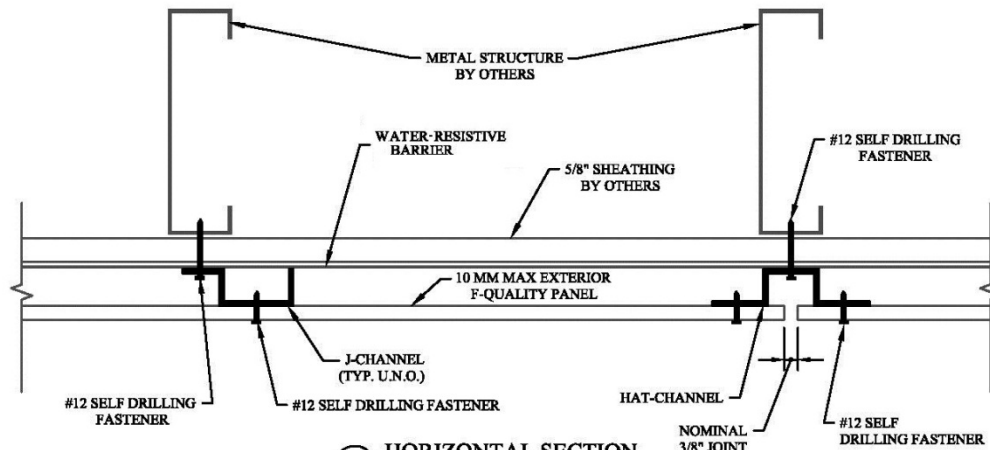 METAL STRUCTURE
BY OTHERS
WATER-RESISTIVE
BARRIER
#12 SELF DRILLING
FASTENER
5/8" SHEATHING
BY OTHERS
10 MM MAX EXTERIOR
F-QUALITY PANEL
J-CHANNEL
(TYP. U.N.O.)
#12 SELF DRILLING
FASTENER
#12 SELF DRILLING FASTENER
HAT-CHANNEL
NOMINAL
3/8" JOINT
#12 SELF
DRILLING FASTENER
HORIZONTAL SECTION